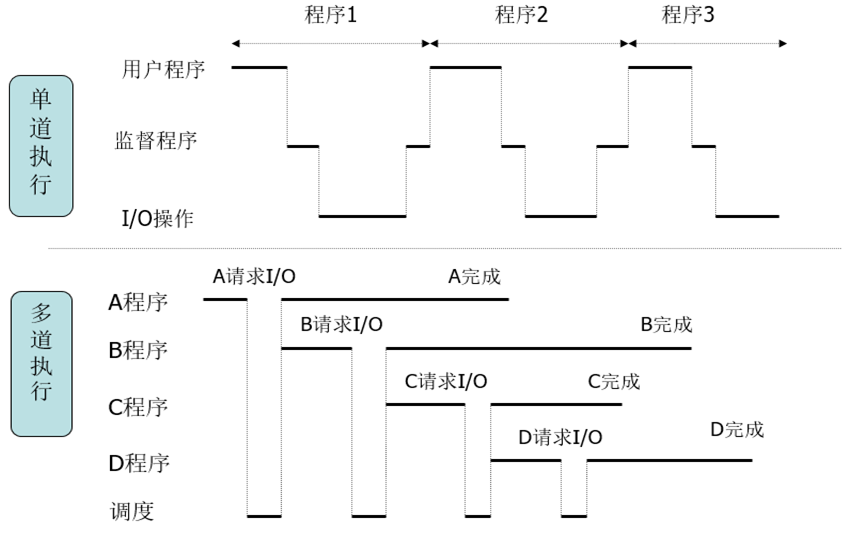 程序1 程序2 程序3
用户程序
单道执行
监督程序
I/O操作
A请求I/O A完成
A程序
多道执行
B请求I/O B完成
B程序
C请求I/O C完成
C程序
D请求I/O D完成
D程序
调度